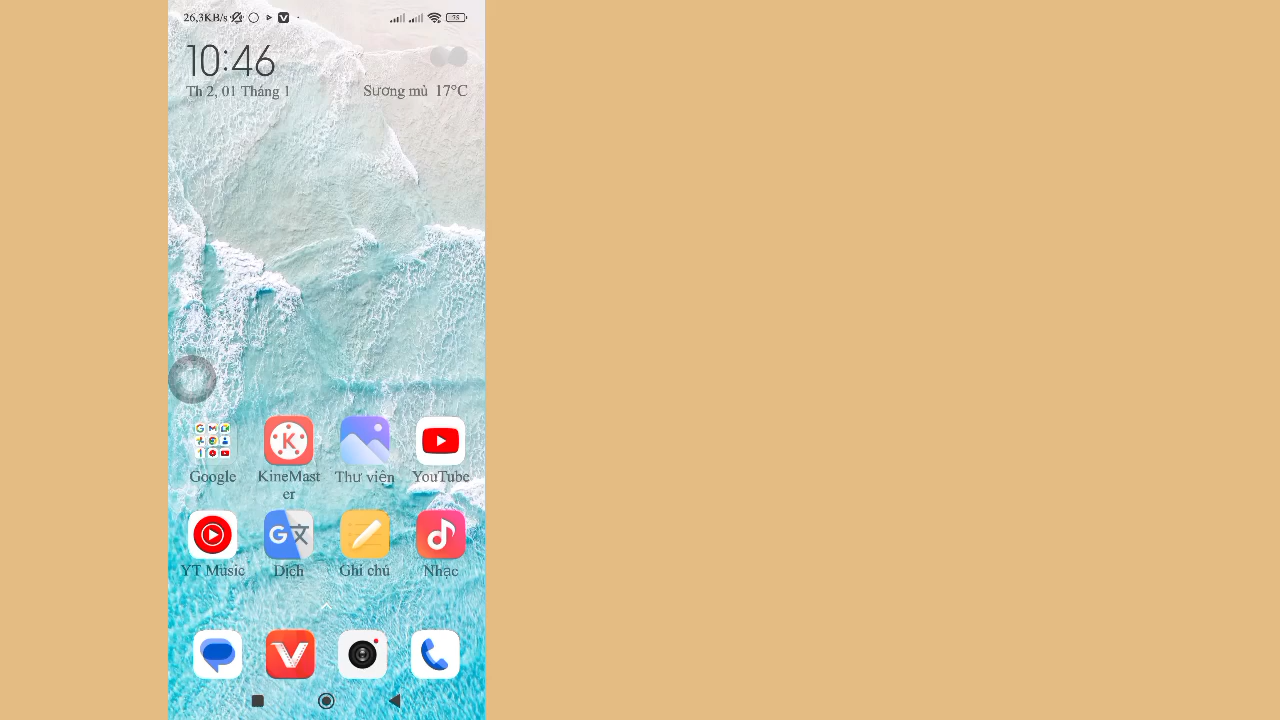 26,3KB/s 75
10:46
Th 2, 01 Tháng 1
Sương mù 17°C
Google KineMast Thư viện YouTube
er
YT Music Dịch Ghi chú Nhạc